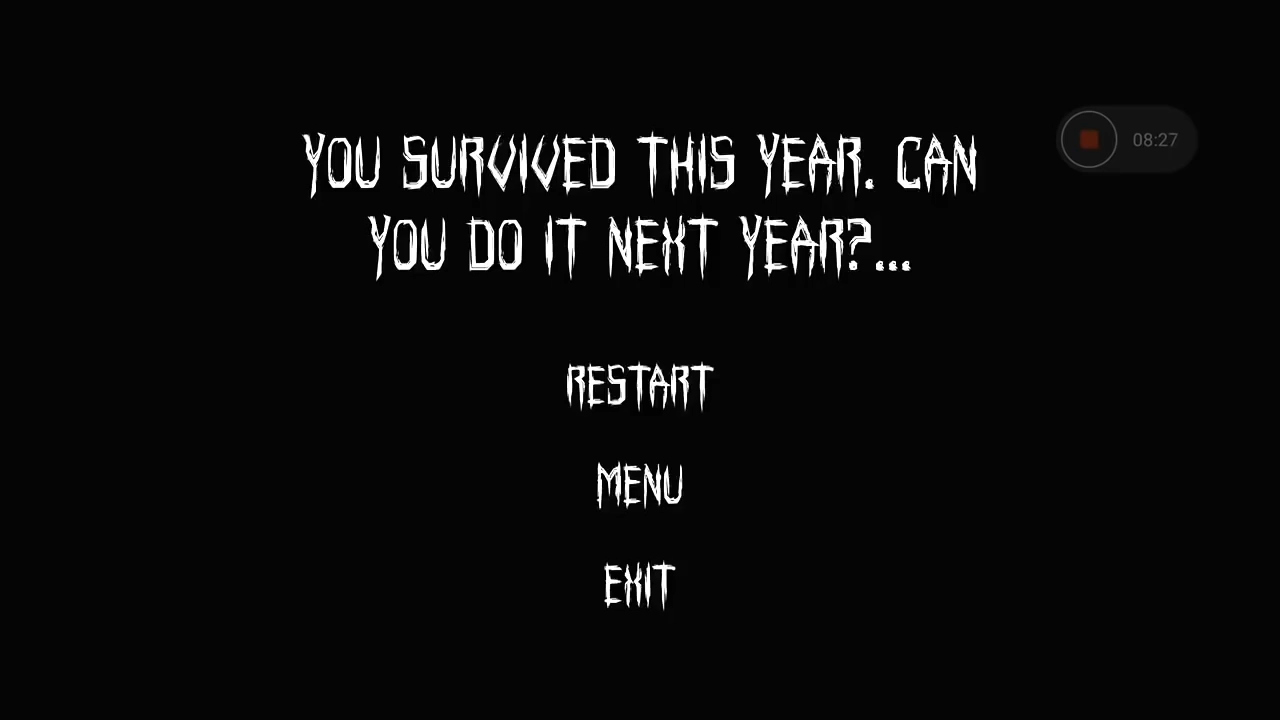 YOU SURVIVED THIS YEAR. CAN
08:27
YOU DO IT NEXT YEAR?...
RESTART
MENU
EXIT